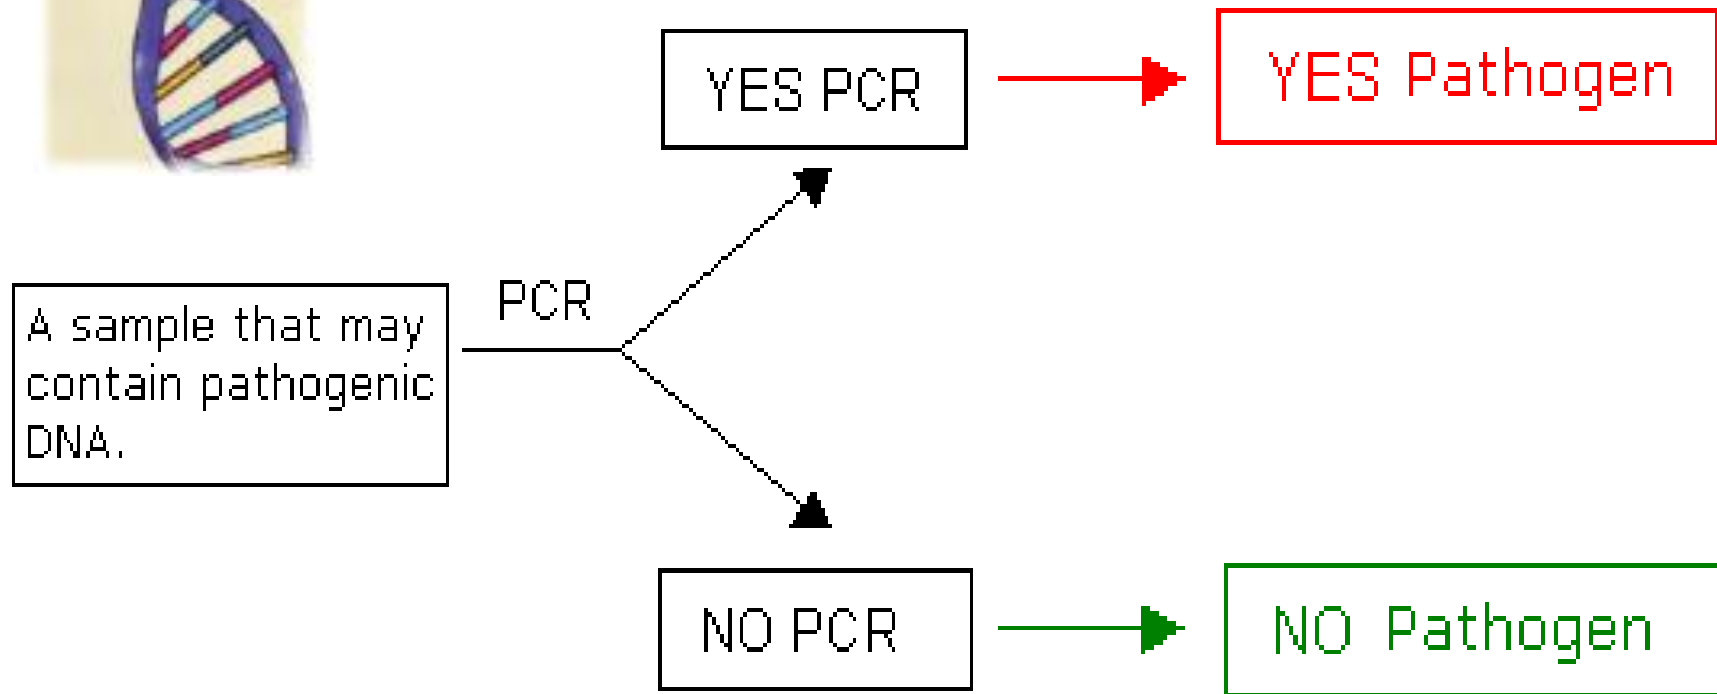 YES PCR
YES Pathogen
PCR
A sample that may
contain pathogenic
DNA.
NO PCR
NO Pathogen